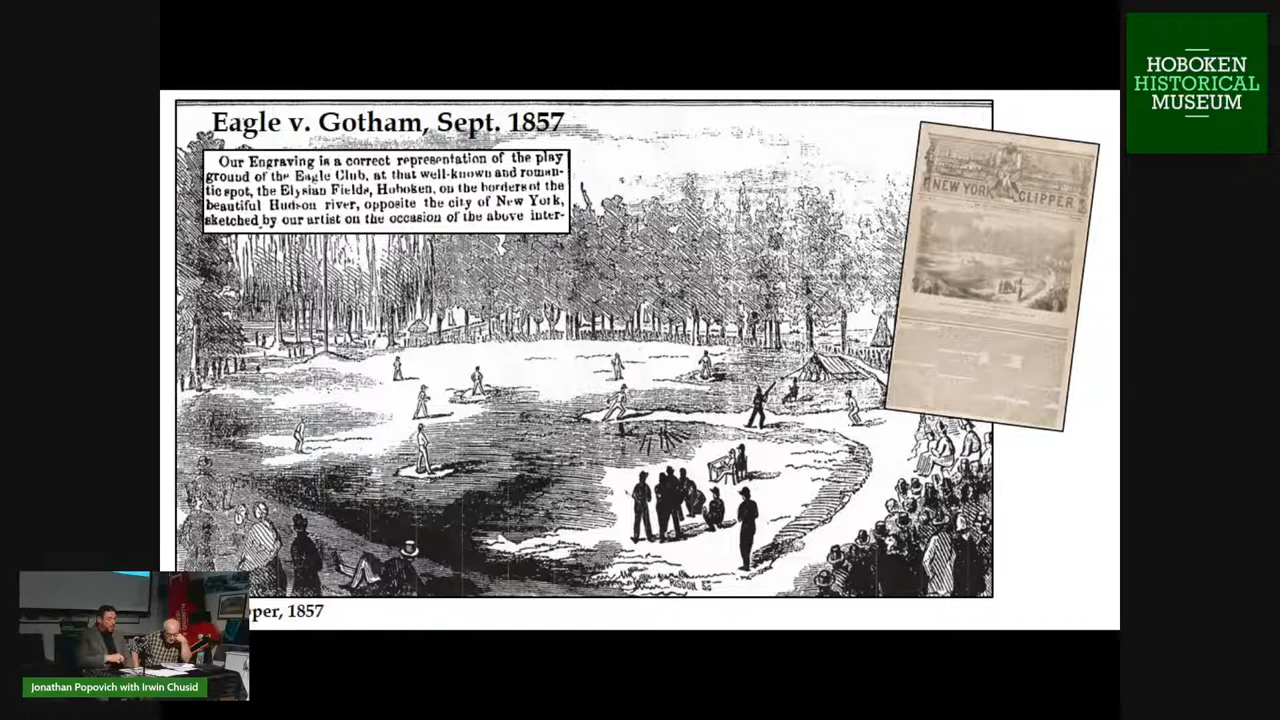 HOBOKEN
HISTORICAL
MUSEUM
Eagle v. Gotham, Sept. 1857
Our Engraving is a correct representation of the play
ground of the Eagle Club, at that well-known and roman-
tic spot, the Elysian Fields, Hoboken, on the borders of the
beautiful Hudson river, opposite the city of New York,
sketched by our artist on the occasion of the above inter-
NEW YORK CLIPPER
per, 1857
Jonathan Popovich with Irwin Chusid